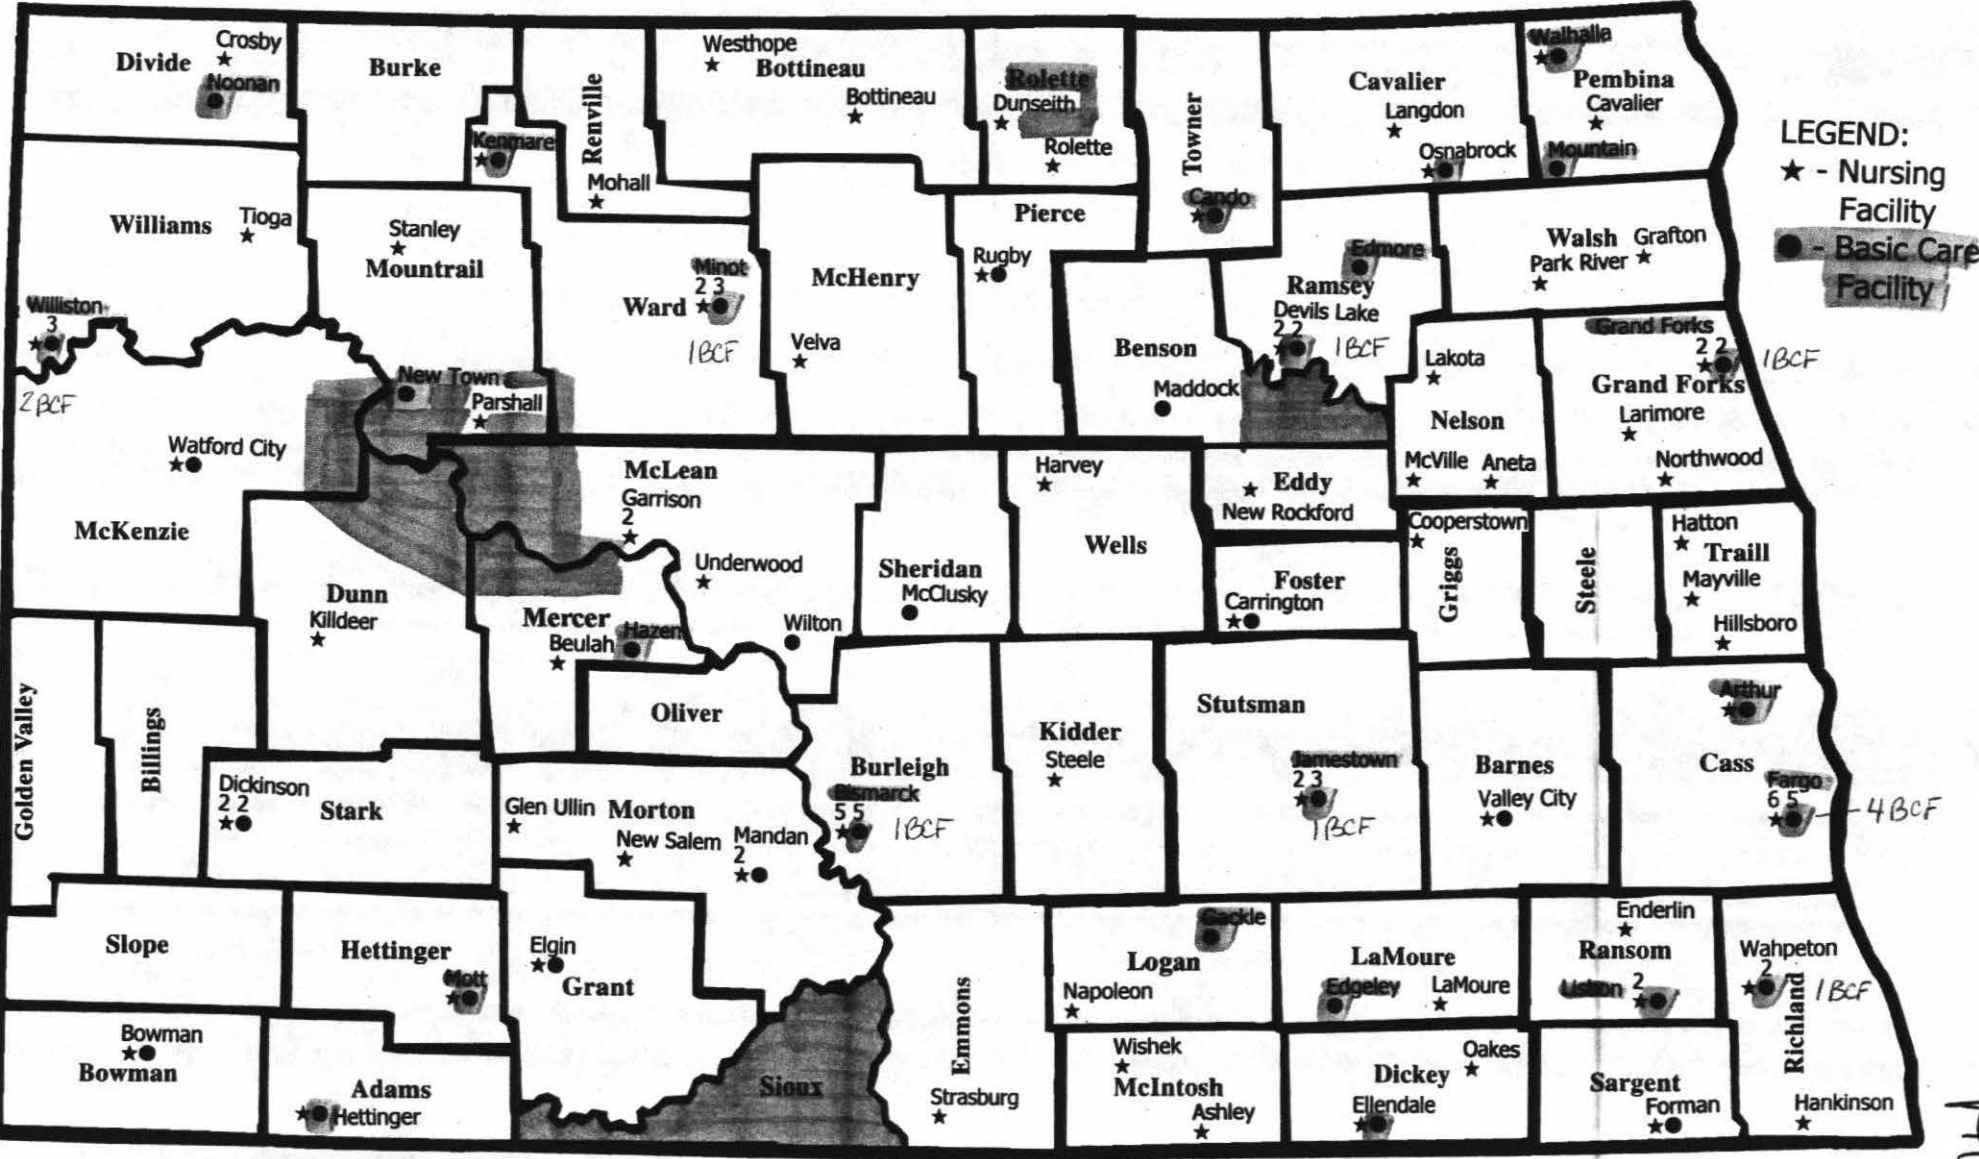 Divide
Crosby
★
Noonan
●
Burke
Kenmare
★●
Renville
Mohall
★
Westhope
★
Bottineau
Bottineau
★
Rolette
Dunseith
★
Rolette
★
Towner
Cando
★●
Cavalier
Langdon
★
Osnabrock
★●
Walhalla
★●
Pembina
Cavalier
★
Mountain
●
LEGEND:
★ - Nursing
Facility
● - Basic Care
Facility
Williams
Tioga
★
Williston
3
★●
2 BCF
Stanley
★
Mountrail
New Town
●
Parshall
★
Minot
2 3
Ward ★●
1BCF
McHenry
Velva
★
Pierce
Rugby
★●
Benson
Maddock
●
Edmore
●
Ramsey
Devils Lake
2 2
★●
1BCF
Walsh
Grafton
★
Park River
★
Lakota
★
Nelson
McVille
★
Aneta
★
Grand Forks
2 2
★●
1BCF
Grand Forks
Larimore
★
Northwood
★
Watford City
★●
McKenzie
Dunn
Killdeer
★
McLean
Garrison
2
★
Underwood
★
Wilton
●
Mercer
Beulah
★
Hazen
●
Sheridan
McClusky
●
Harvey
★
Wells
★ Eddy
New Rockford
Foster
Carrington
★●
Cooperstown
★
Griggs
Steele
Hatton
★
Traill
Mayville
★
Hillsboro
★
Golden Valley
Billings
Dickinson
2 2
★●
Stark
Oliver
Glen Ullin
★
Morton
New Salem
★
Mandan
2
★●
Burleigh
Bismarck
5 5
★●
1BCF
Kidder
Steele
★
Stutsman
Jamestown
2 3
★●
1BCF
Barnes
Valley City
★●
Arthur
★●
Cass
Fargo
6 5
★●
- 4 BCF
Slope
Hettinger
Mott
★●
Elgin
★●
Grant
Bowman
★●
Bowman
Adams
★● Hettinger
Sioux
Emmons
Strasburg
★
Gackle
●
Logan
Napoleon
★
LaMoure
Edgeley
●
LaMoure
★
Enderlin
★
Ransom
Lisbon 2
★●
Wahpeton
2
★●
1BCF
Richland
Hankinson
★
Wishek
★
McIntosh
Ashley
★
Oakes
★
Dickey
Ellendale
★●
Sargent
Forman
★●